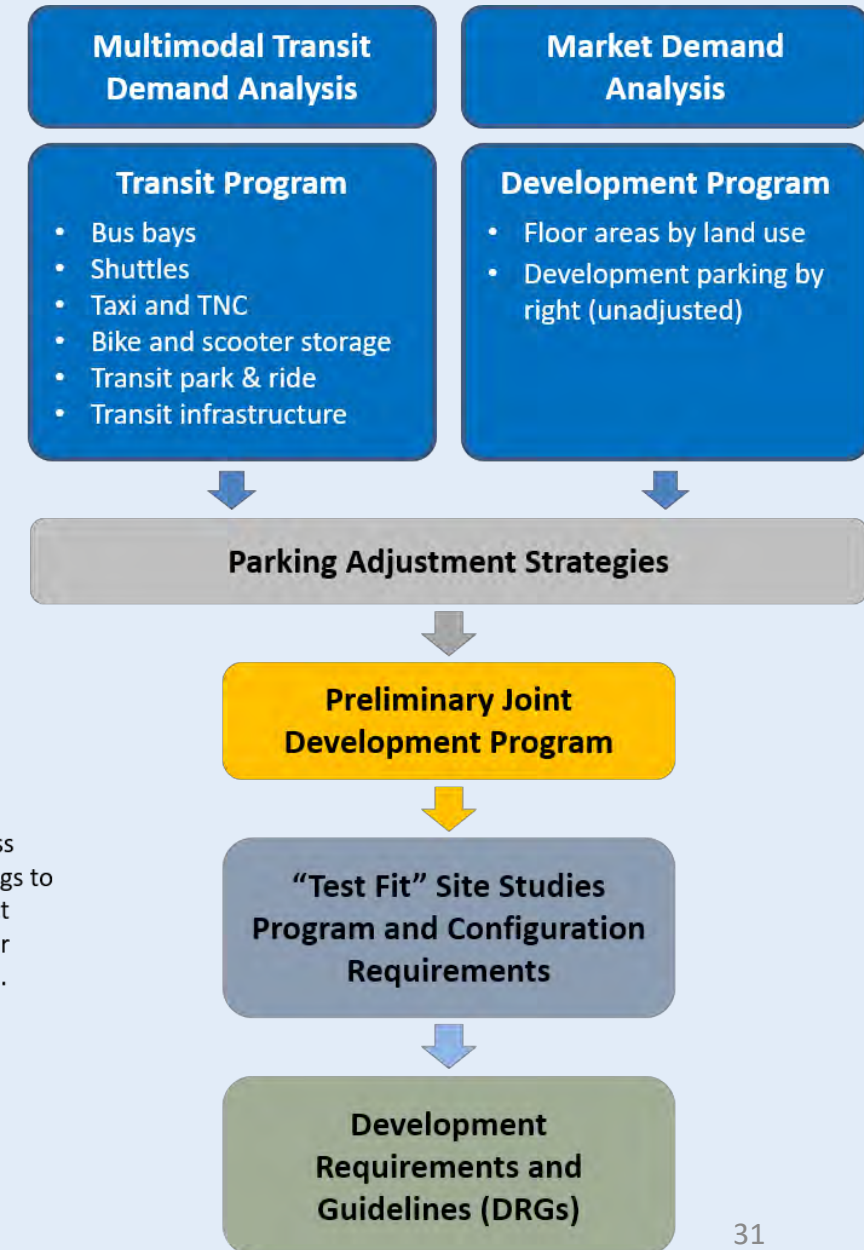 Multimodal Transit
Demand Analysis
Market Demand
Analysis
Transit Program
• Bus bays
• Shuttles
• Taxi and TNC
• Bike and scooter storage
• Transit park & ride
• Transit infrastructure
Development Program
• Floor areas by land use
• Development parking by
right (unadjusted)
Parking Adjustment Strategies
Preliminary Joint
Development Program
gs to
.
“Test Fit” Site Studies
Program and Configuration
Requirements
Development
Requirements and
Guidelines (DRGs)
31